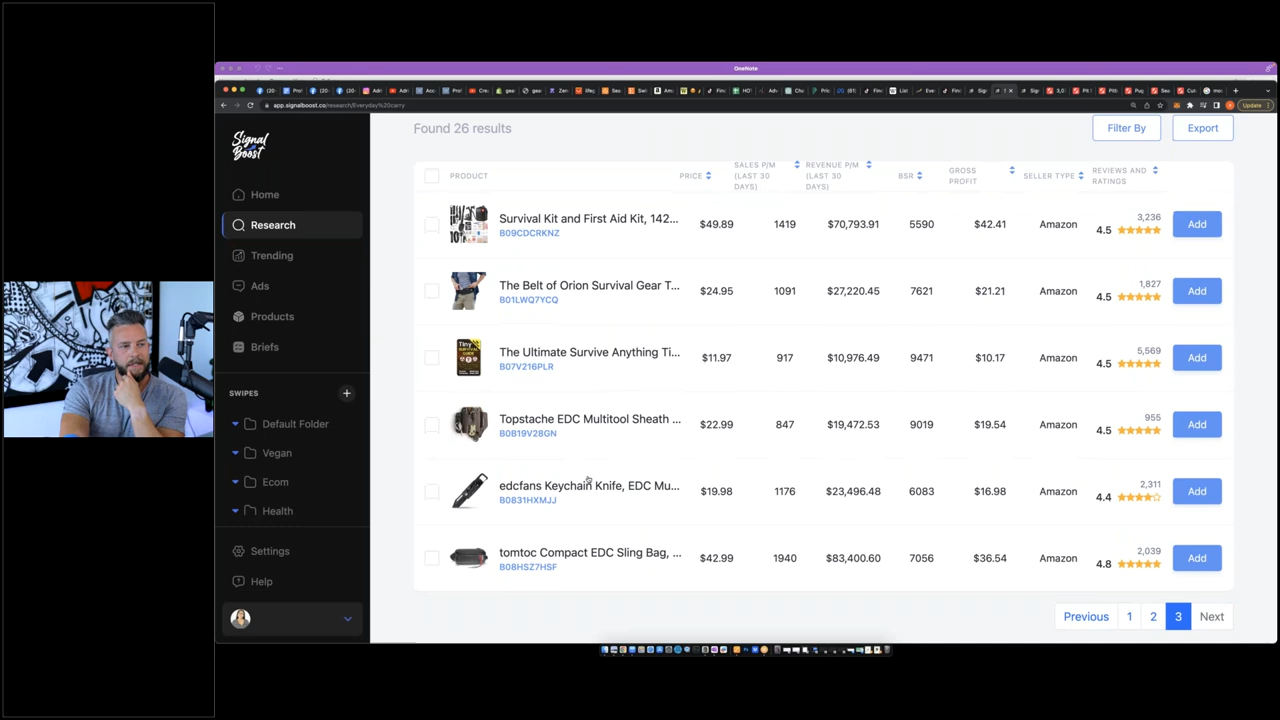 OneNote
app.signalboost.co/research/Everyday%20carry
Update
Signal
Boost
Home
Research
Trending
Ads
Products
Briefs
SWIPES
Default Folder
Vegan
Ecom
Health
Settings
Help
Found 26 results
Filter By
Export
PRODUCT
PRICE
SALES P/M (LAST 30 DAYS)
REVENUE P/M (LAST 30 DAYS)
BSR
GROSS PROFIT
SELLER TYPE
REVIEWS AND RATINGS
Survival Kit and First Aid Kit, 142... $49.89 1419 $70,793.91 5590 $42.41 Amazon 4.5 3,236 Add
B09CDCRKNZ
The Belt of Orion Survival Gear T... $24.95 1091 $27,220.45 7621 $21.21 Amazon 4.5 1,827 Add
B01LWQ7YCQ
The Ultimate Survive Anything Ti... $11.97 917 $10,976.49 9471 $10.17 Amazon 4.5 5,569 Add
B07V216PLR
Topstache EDC Multitool Sheath ... $22.99 847 $19,472.53 9019 $19.54 Amazon 4.5 955 Add
B0B19V28GN
edcfans Keychain Knife, EDC Mu... $19.98 1176 $23,496.48 6083 $16.98 Amazon 4.4 2,311 Add
B0831HXMJJ
tomtoc Compact EDC Sling Bag, ... $42.99 1940 $83,400.60 7056 $36.54 Amazon 4.8 2,039 Add
B08HSZ7HSF
Previous 1 2 3 Next